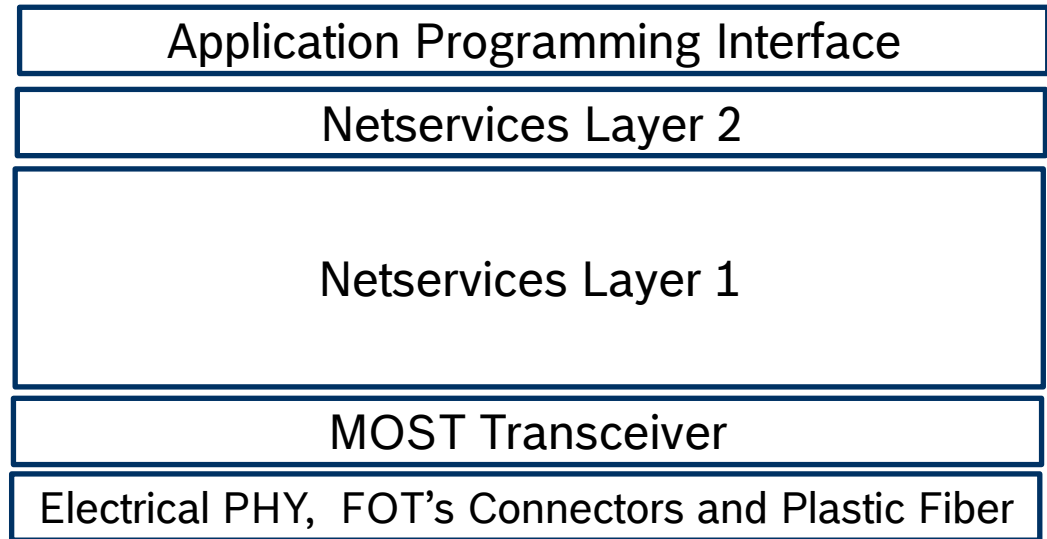 Application Programming Interface
Netservices Layer 2
Netservices Layer 1
MOST Transceiver
Electrical PHY, FOT’s Connectors and Plastic Fiber